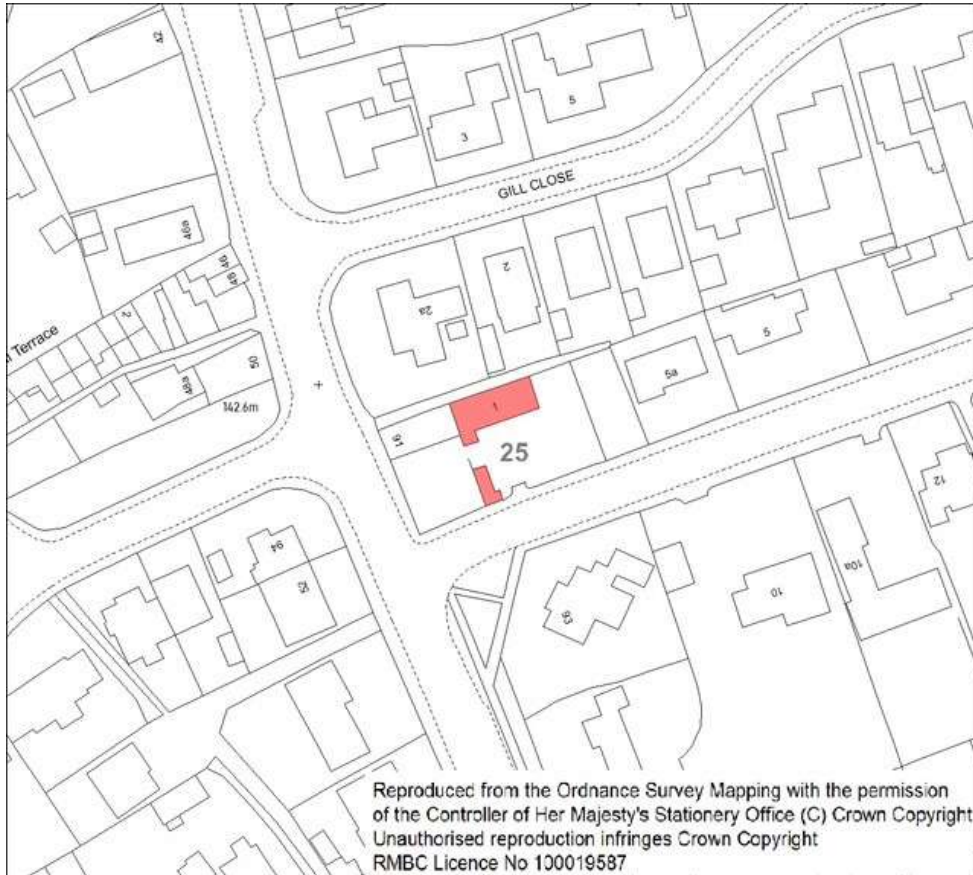 42
3
5
GILL CLOSE
46a
46
48
2
Terrace
2a
2
50
48a
142.6m
5a
5
1
91
25
12
94
52
93
10
10a
Reproduced from the Ordnance Survey Mapping with the permission
of the Controller of Her Majesty's Stationery Office (C) Crown Copyright
Unauthorised reproduction infringes Crown Copyright
RMBC Licence No 100019587